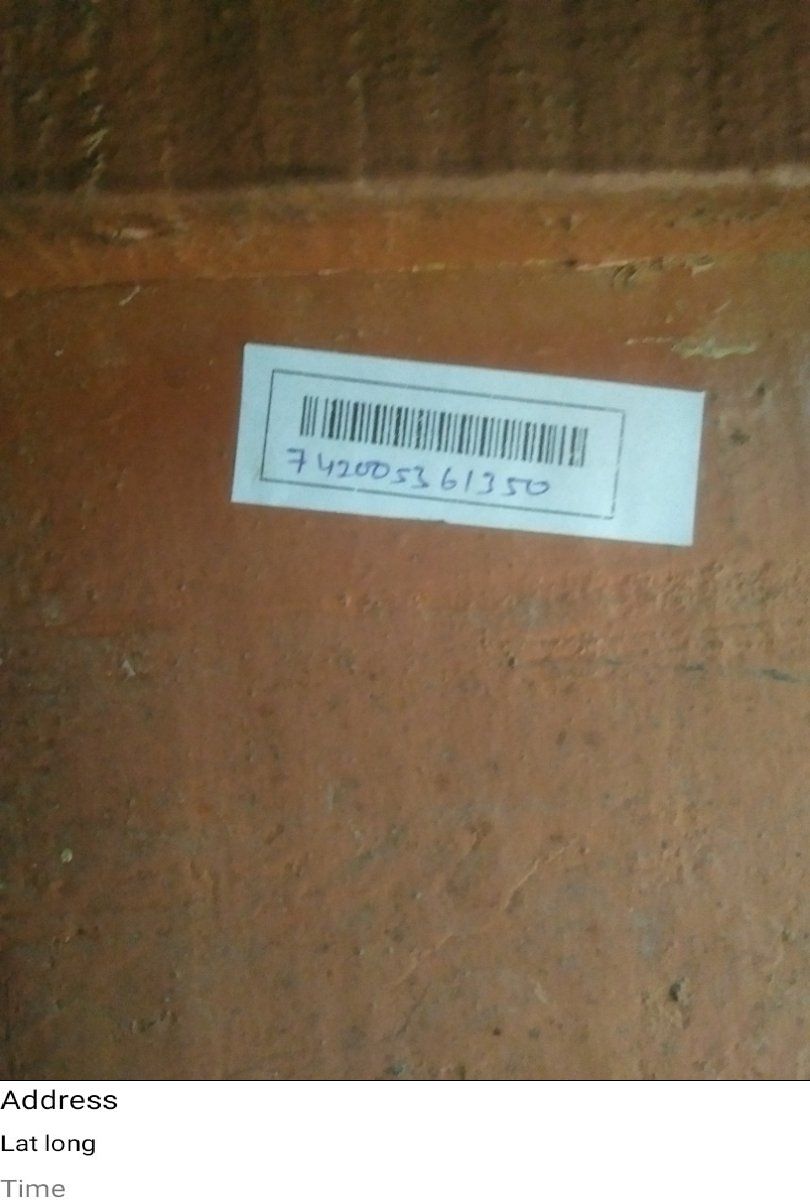 742005361350
Address
Lat long
Time